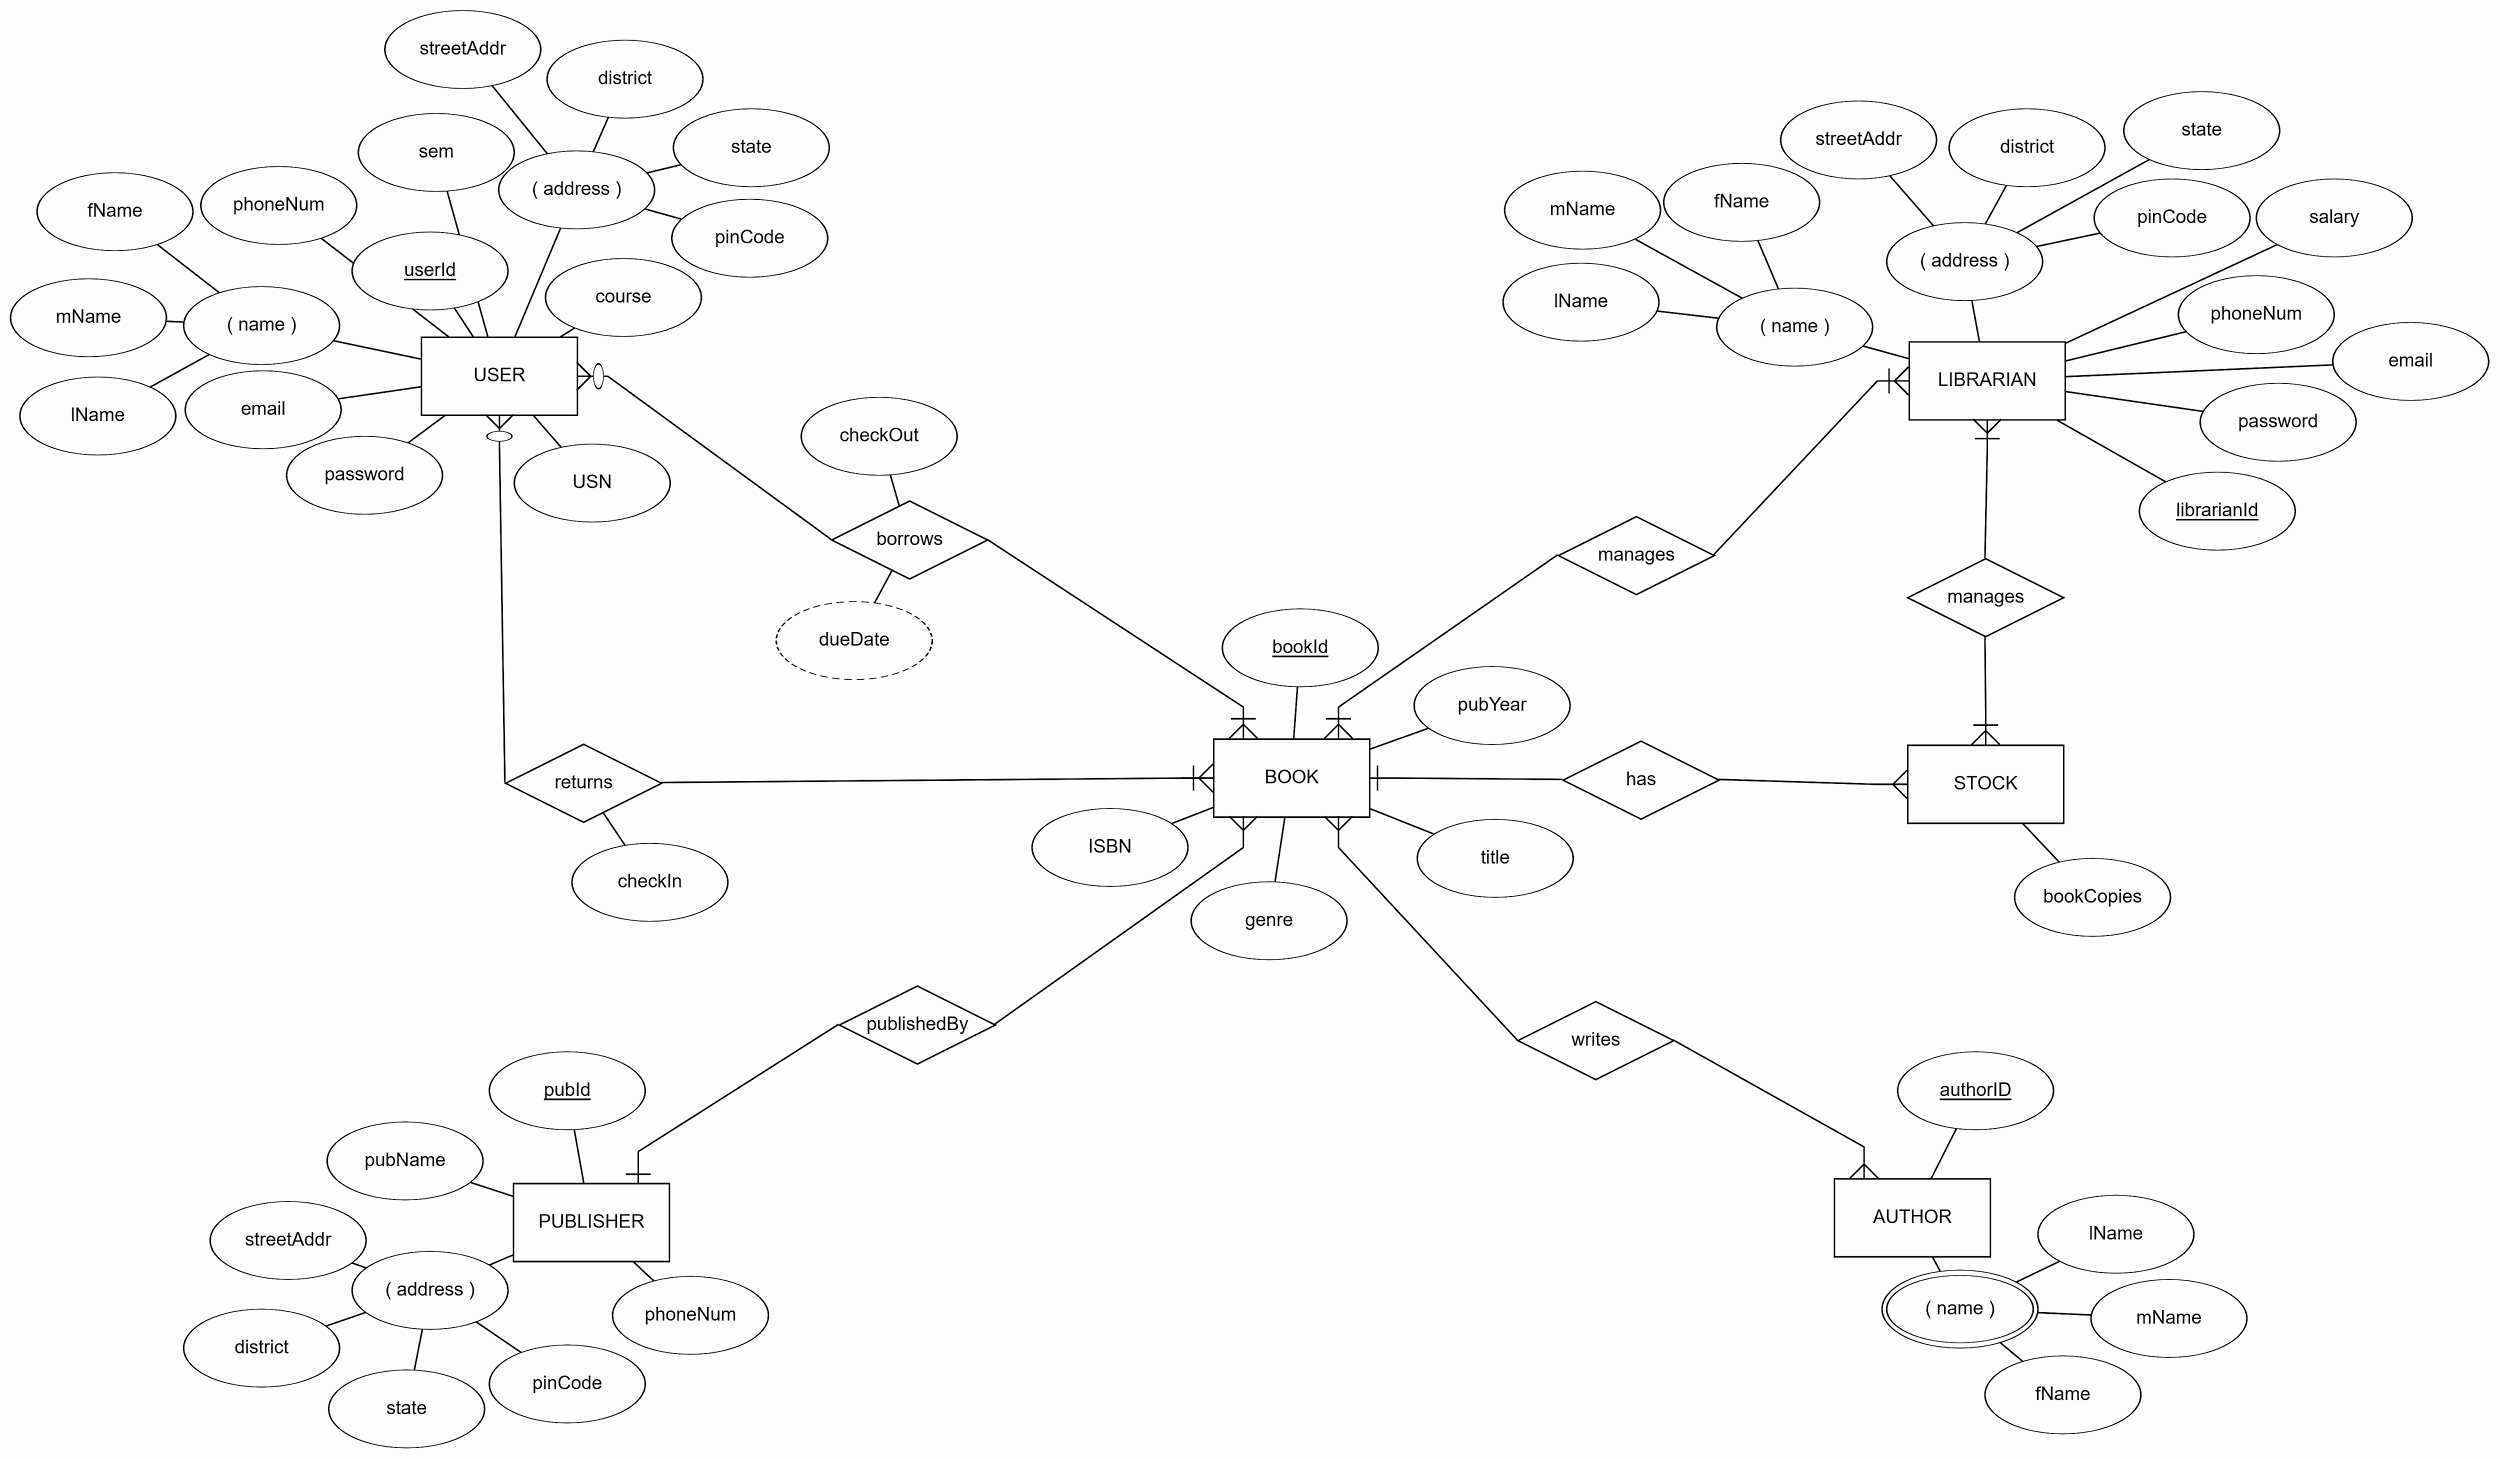 streetAddr
district
state
sem
( address )
pinCode
fName
phoneNum
userId
course
mName
( name )
lName
email
USER
password
USN
checkOut
borrows
dueDate
returns
checkIn
streetAddr
district
state
mName
fName
pinCode
salary
( address )
lName
( name )
phoneNum
email
LIBRARIAN
password
librarianId
manages
manages
bookId
pubYear
BOOK
has
STOCK
ISBN
title
genre
bookCopies
publishedBy
writes
pubId
pubName
PUBLISHER
streetAddr
( address )
phoneNum
district
state
pinCode
authorID
AUTHOR
lName
( name )
mName
fName